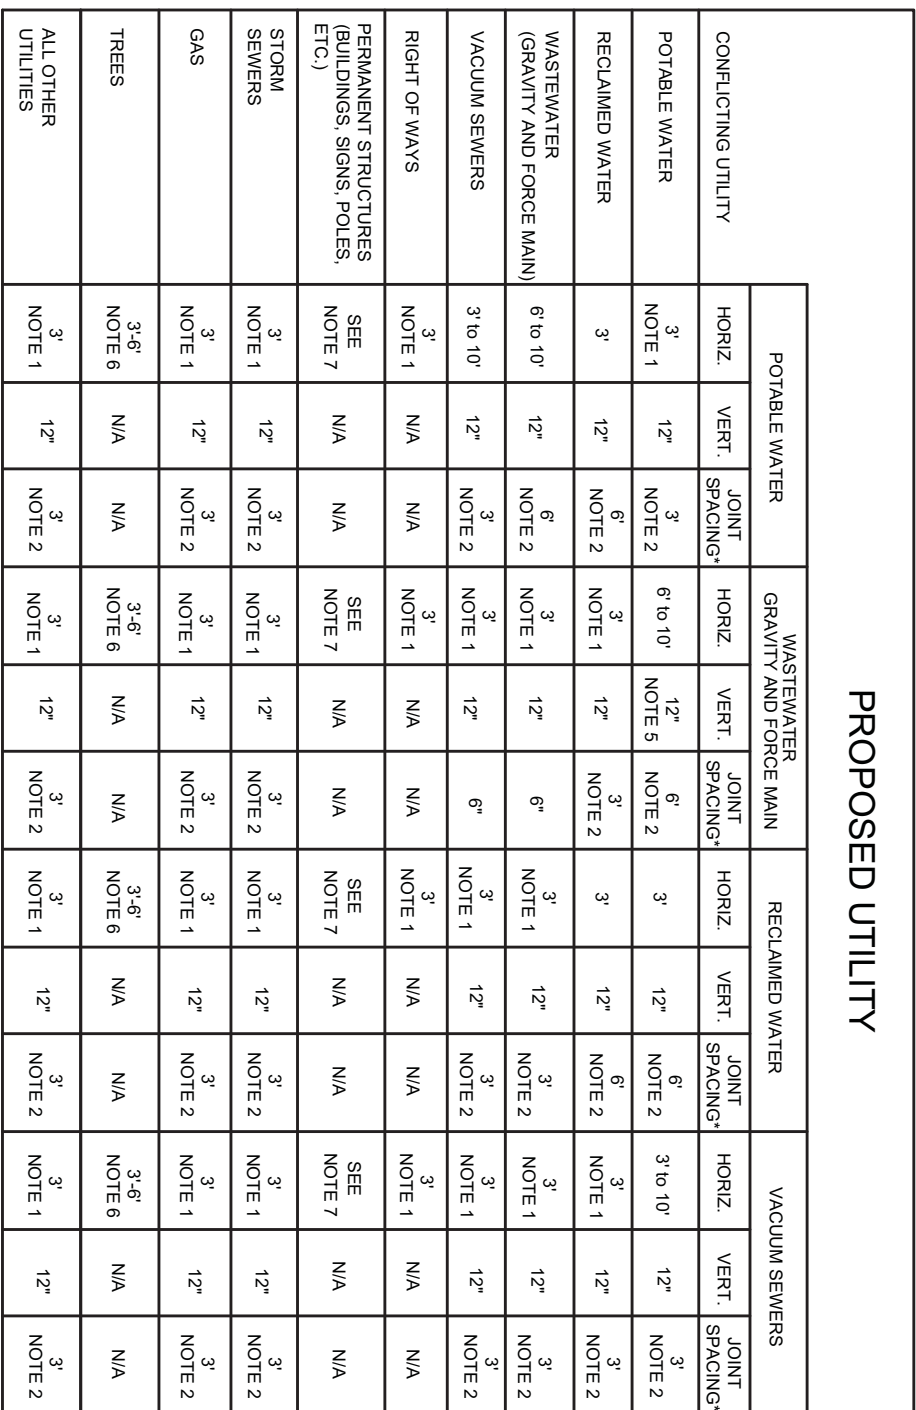 PROPOSED UTILITY
POTABLE WATER
WASTEWATER
GRAVITY AND FORCE MAIN
RECLAIMED WATER
VACUUM SEWERS
CONFLICTING UTILITY
HORIZ.
VERT.
JOINT
SPACING*
HORIZ.
VERT.
JOINT
SPACING*
HORIZ.
VERT.
JOINT
SPACING*
HORIZ.
VERT.
JOINT
SPACING*
POTABLE WATER
3'
NOTE 1
12"
3'
NOTE 2
6' to 10'
12"
NOTE 5
6'
NOTE 2
3'
12"
6'
NOTE 2
3' to 10'
12"
3'
NOTE 2
RECLAIMED WATER
3'
12"
6'
NOTE 2
3'
NOTE 1
12"
3'
NOTE 2
3'
12"
6'
NOTE 2
3'
NOTE 1
12"
3'
NOTE 2
WASTEWATER
(GRAVITY AND FORCE MAIN)
6' to 10'
12"
6'
NOTE 2
3'
NOTE 1
12"
6"
3'
NOTE 1
12"
3'
NOTE 2
3'
NOTE 1
12"
3'
NOTE 2
VACUUM SEWERS
3' to 10'
12"
3'
NOTE 2
3'
NOTE 1
12"
6"
3'
NOTE 1
12"
3'
NOTE 2
3'
NOTE 1
12"
3'
NOTE 2
RIGHT OF WAYS
3'
NOTE 1
N/A
N/A
3'
NOTE 1
N/A
N/A
3'
NOTE 1
N/A
N/A
3'
NOTE 1
N/A
N/A
PERMANENT STRUCTURES
(BUILDINGS, SIGNS, POLES,
ETC.)
SEE
NOTE 7
N/A
N/A
SEE
NOTE 7
N/A
N/A
SEE
NOTE 7
N/A
N/A
SEE
NOTE 7
N/A
N/A
STORM
SEWERS
3'
NOTE 1
12"
3'
NOTE 2
3'
NOTE 1
12"
3'
NOTE 2
3'
NOTE 1
12"
3'
NOTE 2
3'
NOTE 1
12"
3'
NOTE 2
GAS
3'
NOTE 1
12"
3'
NOTE 2
3'
NOTE 1
12"
3'
NOTE 2
3'
NOTE 1
12"
3'
NOTE 2
3'
NOTE 1
12"
3'
NOTE 2
TREES
3'-6'
NOTE 6
N/A
N/A
3'-6'
NOTE 6
N/A
N/A
3'-6'
NOTE 6
N/A
N/A
3'-6'
NOTE 6
N/A
N/A
ALL OTHER
UTILITIES
3'
NOTE 1
12"
3'
NOTE 2
3'
NOTE 1
12"
3'
NOTE 2
3'
NOTE 1
12"
3'
NOTE 2
3'
NOTE 1
12"
3'
NOTE 2